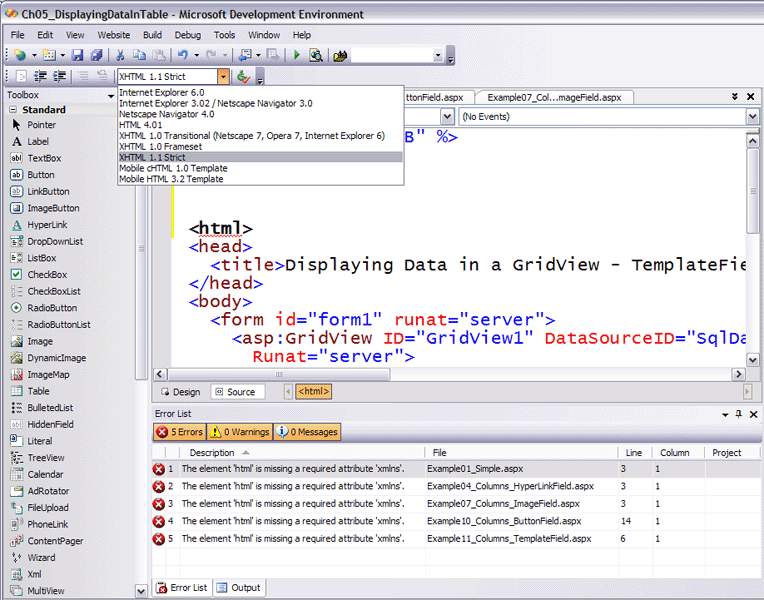 Ch05_DisplayingDataInTable - Microsoft Development Environment
File Edit View Website Build Debug Tools Window Help
XHTML 1.1 Strict
Toolbox
Internet Explorer 6.0
Internet Explorer 3.02 / Netscape Navigator 3.0
Netscape Navigator 4.0
HTML 4.01
XHTML 1.0 Transitional (Netscape 7, Opera 7, Internet Explorer 6)
XHTML 1.0 Frameset
XHTML 1.1 Strict
Mobile cHTML 1.0 Template
Mobile HTML 3.2 Template
Standard
Pointer
Label
TextBox
Button
LinkButton
ImageButton
HyperLink
DropDownList
ListBox
CheckBox
CheckBoxList
RadioButton
RadioButtonList
Image
DynamicImage
ImageMap
Table
BulletedList
HiddenField
Literal
TreeView
Calendar
AdRotator
FileUpload
PhoneLink
ContentPager
Wizard
Xml
MultiView
ttonField.aspx Example07_Col...mageField.aspx
(No Events)
B" %>
<html>
<head>
<title>Displaying Data in a GridView - TemplateFie
</head>
<body>
<form id="form1" runat="server">
<asp:GridView ID="GridView1" DataSourceID="SqlDa
Runat="server">
Design Source <html>
Error List
5 Errors 0 Warnings 0 Messages
Description File Line Column Project
1 The element 'html' is missing a required attribute 'xmlns'. Example01_Simple.aspx 3 1
2 The element 'html' is missing a required attribute 'xmlns'. Example04_Columns_HyperLinkField.aspx 3 1
3 The element 'html' is missing a required attribute 'xmlns'. Example07_Columns_ImageField.aspx 3 1
4 The element 'html' is missing a required attribute 'xmlns'. Example10_Columns_ButtonField.aspx 14 1
5 The element 'html' is missing a required attribute 'xmlns'. Example11_Columns_TemplateField.aspx 6 1
Error List Output